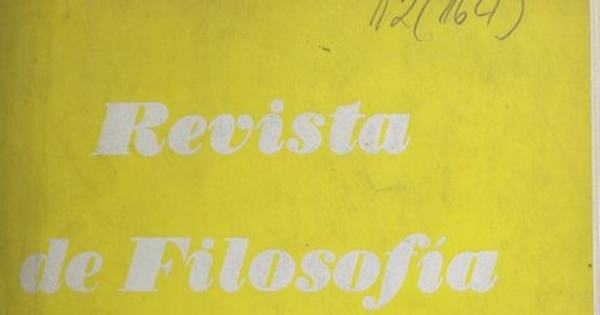 12(164)
Revista
de Filosofía